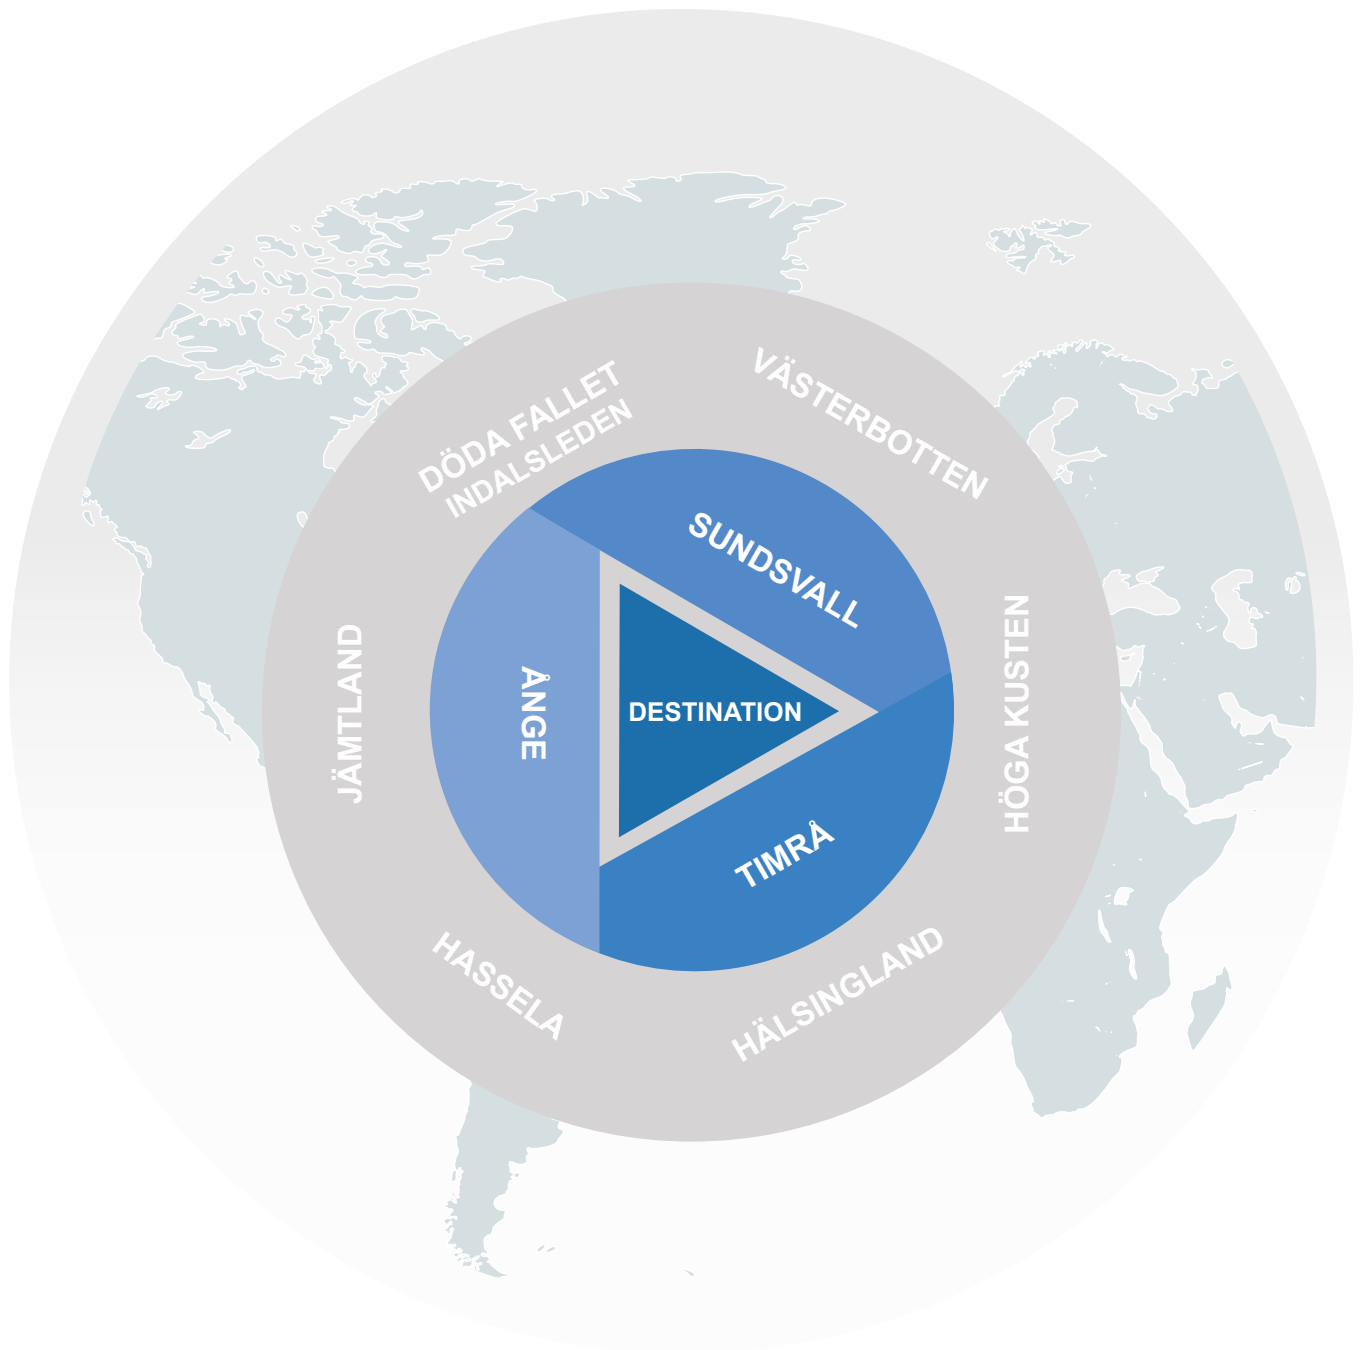 DÖDA FALLET
INDALSLEDEN
VÄSTERBOTTEN
SUNDSVALL
JÄMTLAND
ÅNGE
DESTINATION
HÖGA KUSTEN
TIMRÅ
HASSELA
HÄLSINGLAND